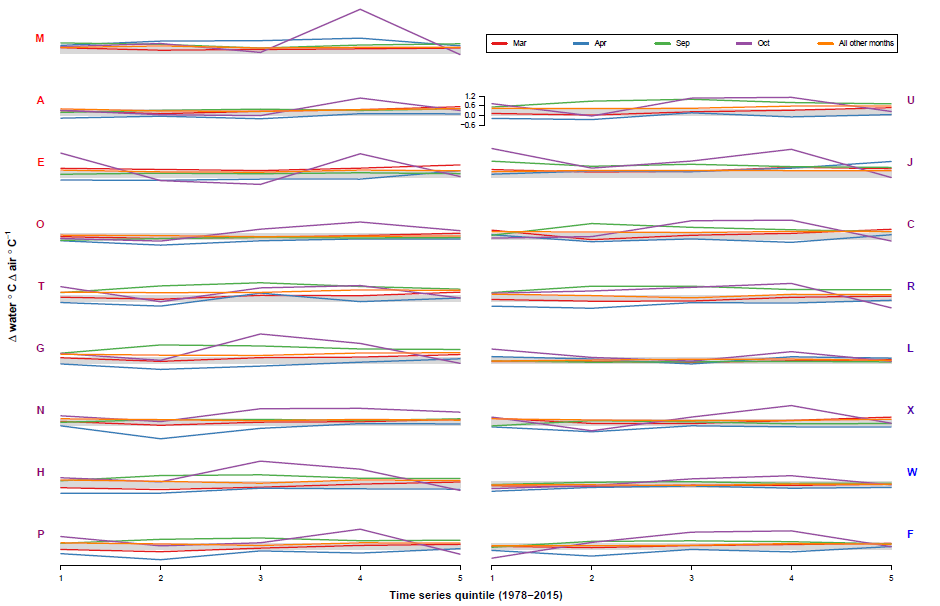 M
Mar Apr Sep Oct All other months
A
1.2
0.6
0.0
−0.6
U
E
J
O
C
Δ water ° C Δ air ° C⁻¹
T
R
G
L
N
X
H
W
P
F
1 2 3 4 5 1 2 3 4 5
Time series quintile (1978−2015)